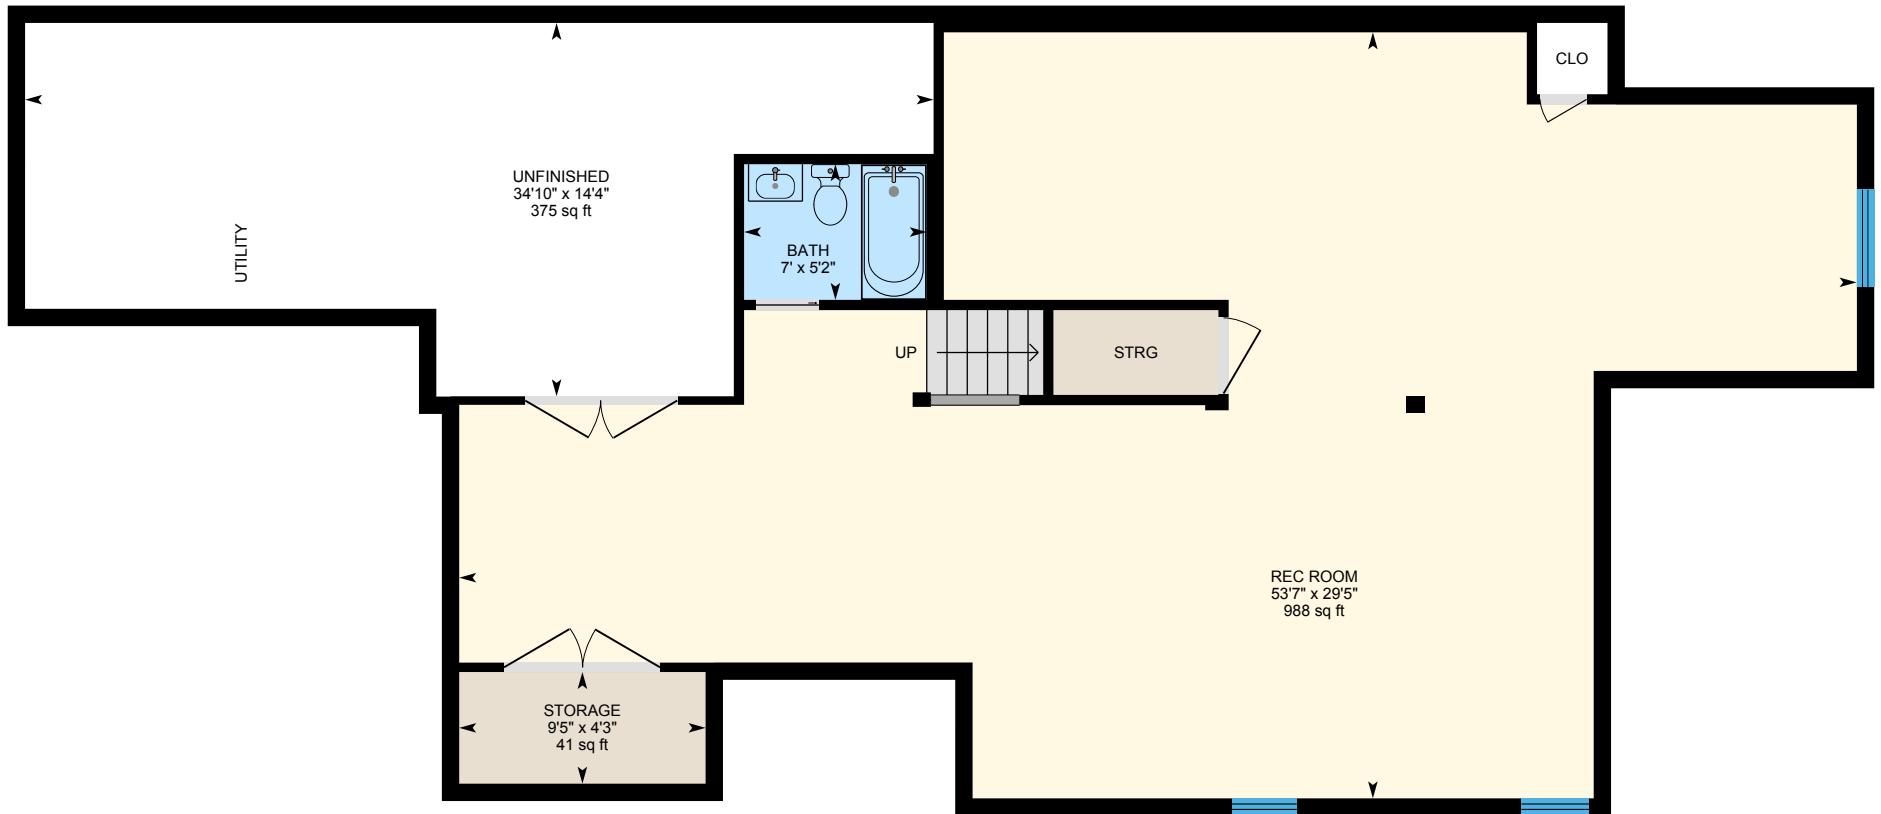 CLO
UNFINISHED
34'10" x 14'4"
375 sq ft
UTILITY
BATH
7' x 5'2"
UP
STRG
REC ROOM
53'7" x 29'5"
988 sq ft
STORAGE
9'5" x 4'3"
41 sq ft